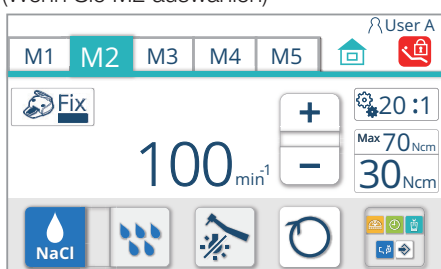 (Wenn Sie M2 auswählen)
User A
M1 M2 M3 M4 M5
Fix
+
20:1
100 min-1
Max 70 Ncm
−
30 Ncm
NaCl